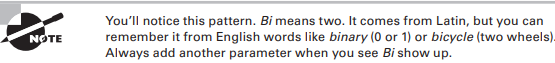 You'll notice this pattern. Bi means two. It comes from Latin, but you can
NOTE
remember it from English words like binary (0 or 1) or bicycle (two wheels).
Always add another parameter when you see Bi show up.